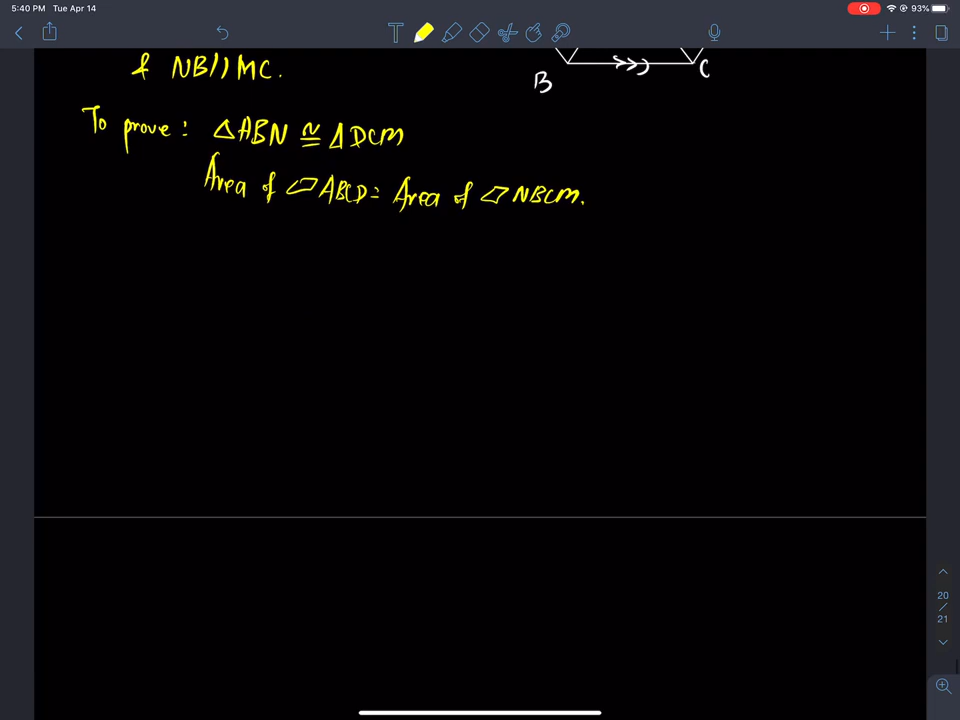 5:40 PM Tue Apr 14
93%
& NB//MC.
B
C
To prove: △ABN ≅ △DCM
Area of ▱ABCD = Area of ▱NBCM.
20
/
21